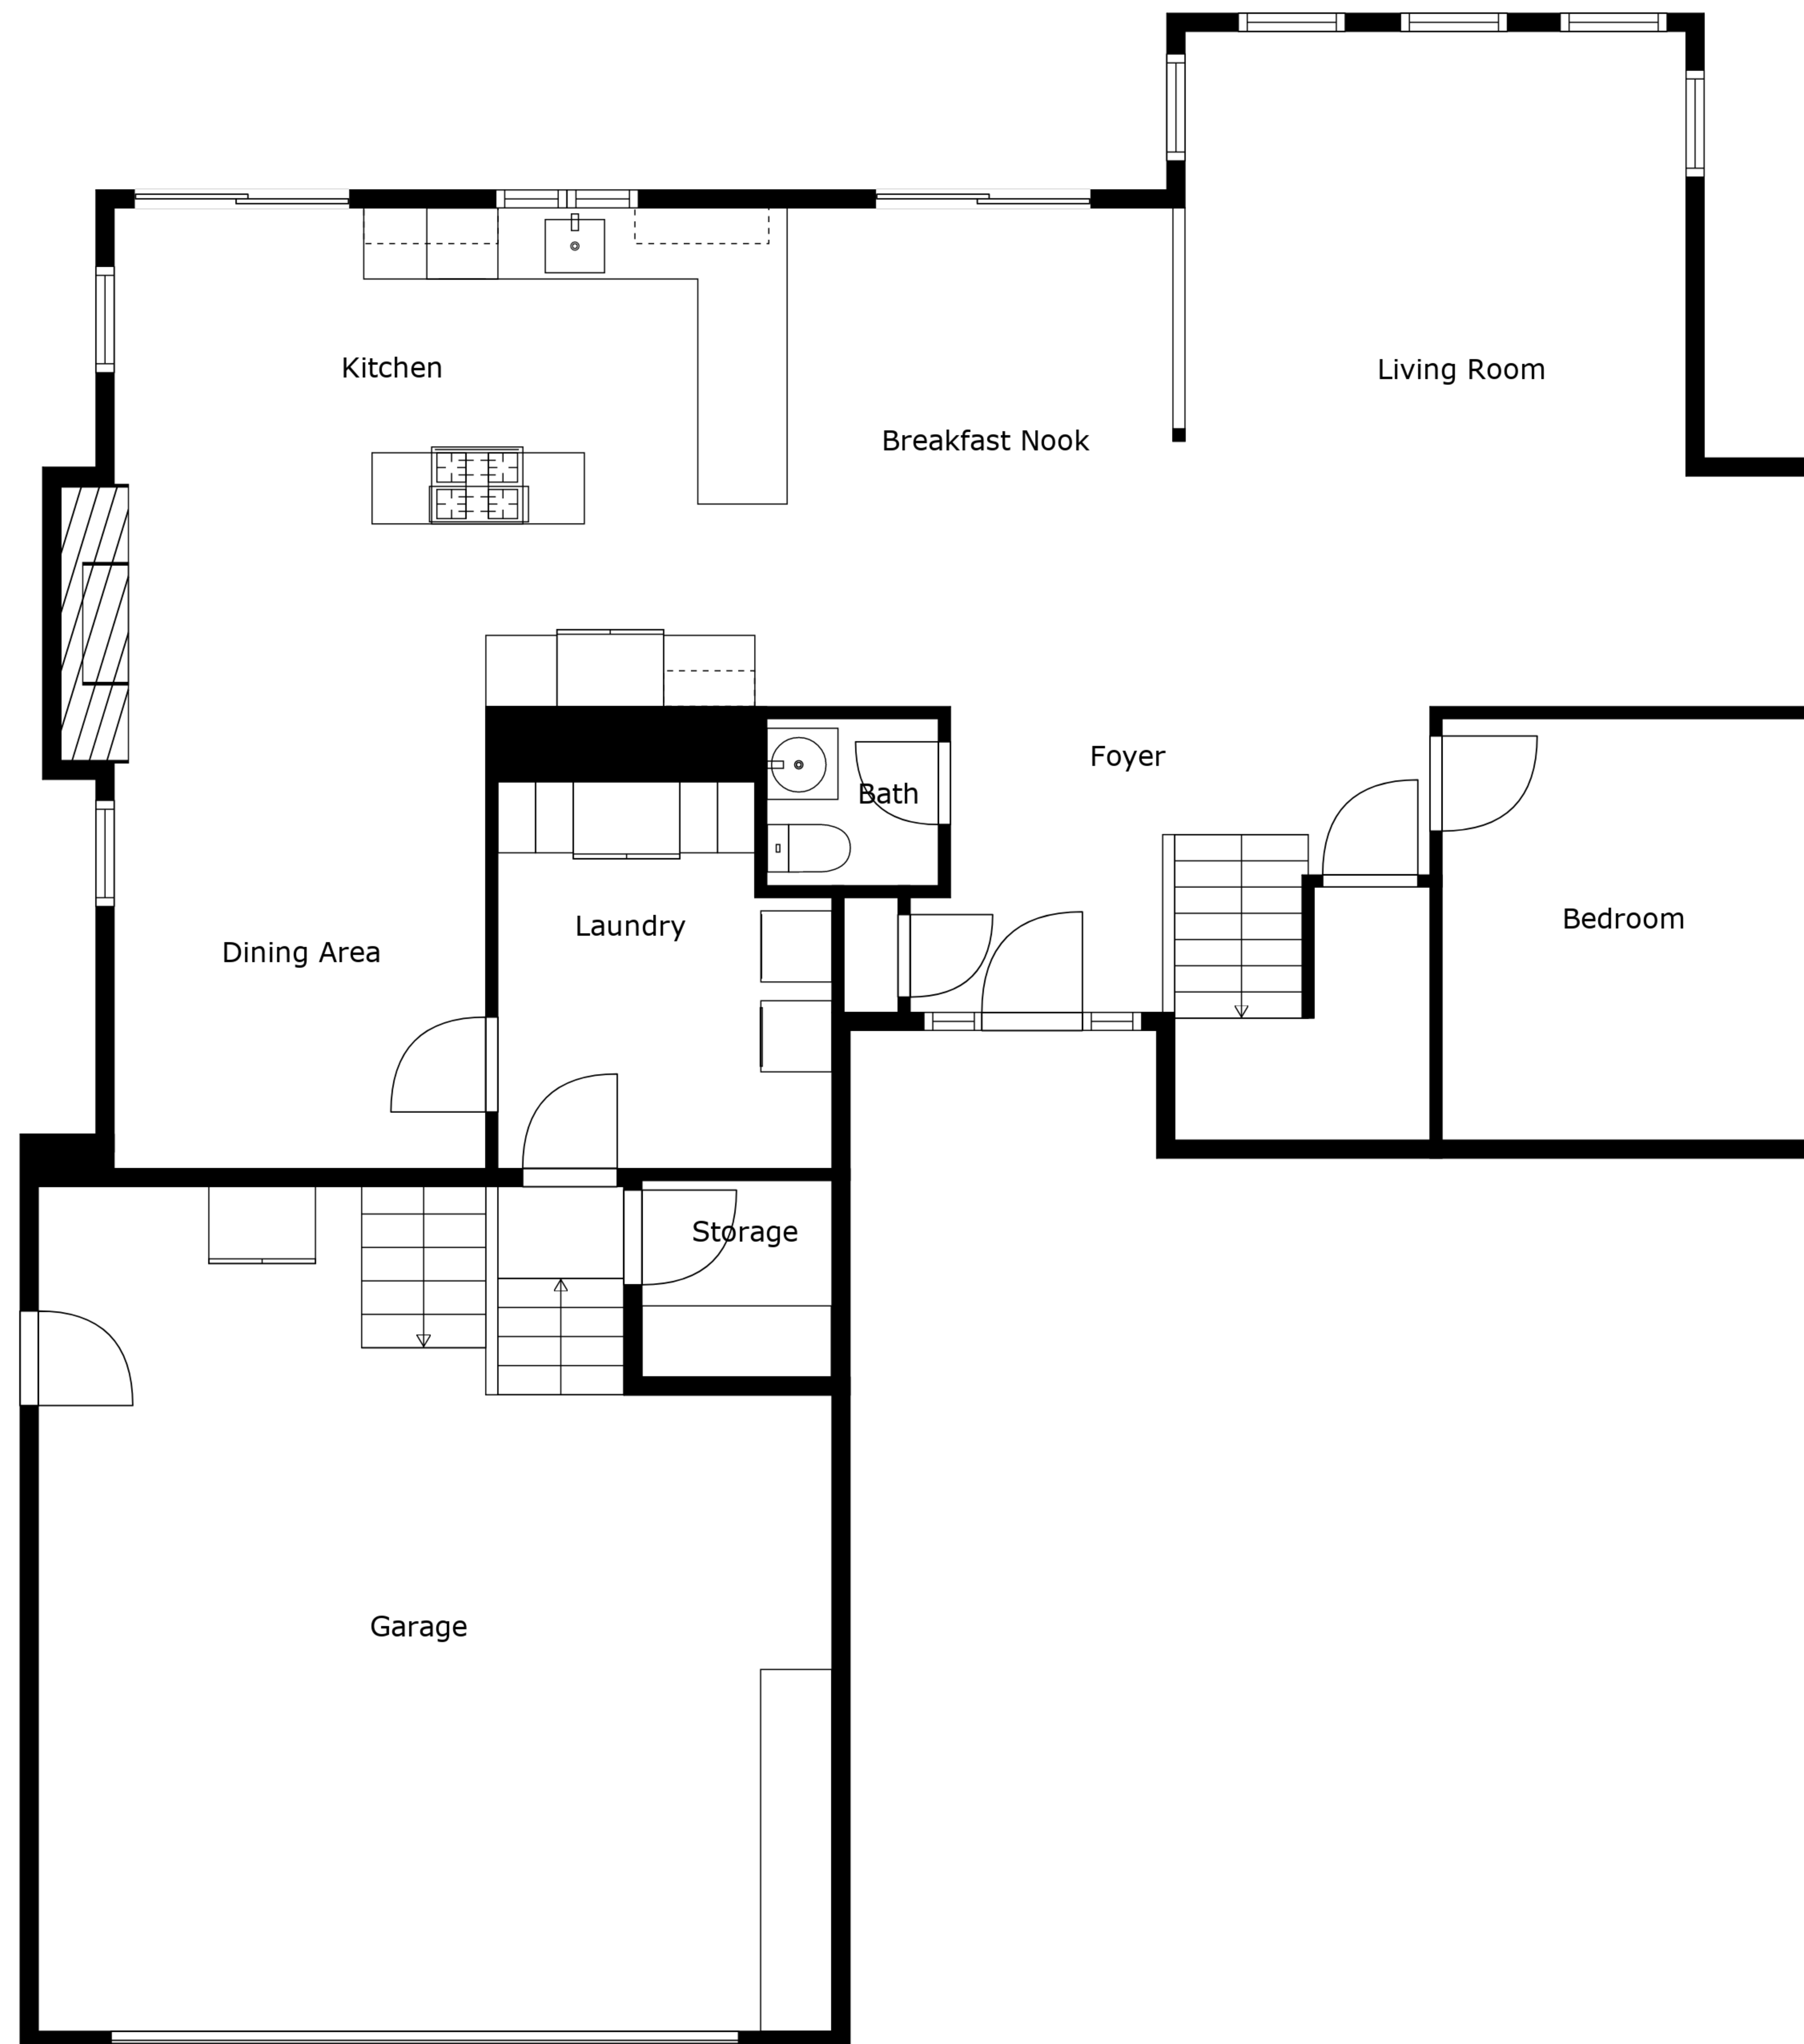 Kitchen
Living Room
Breakfast Nook
Foyer
Bath
Bedroom
Laundry
Dining Area
Storage
Garage